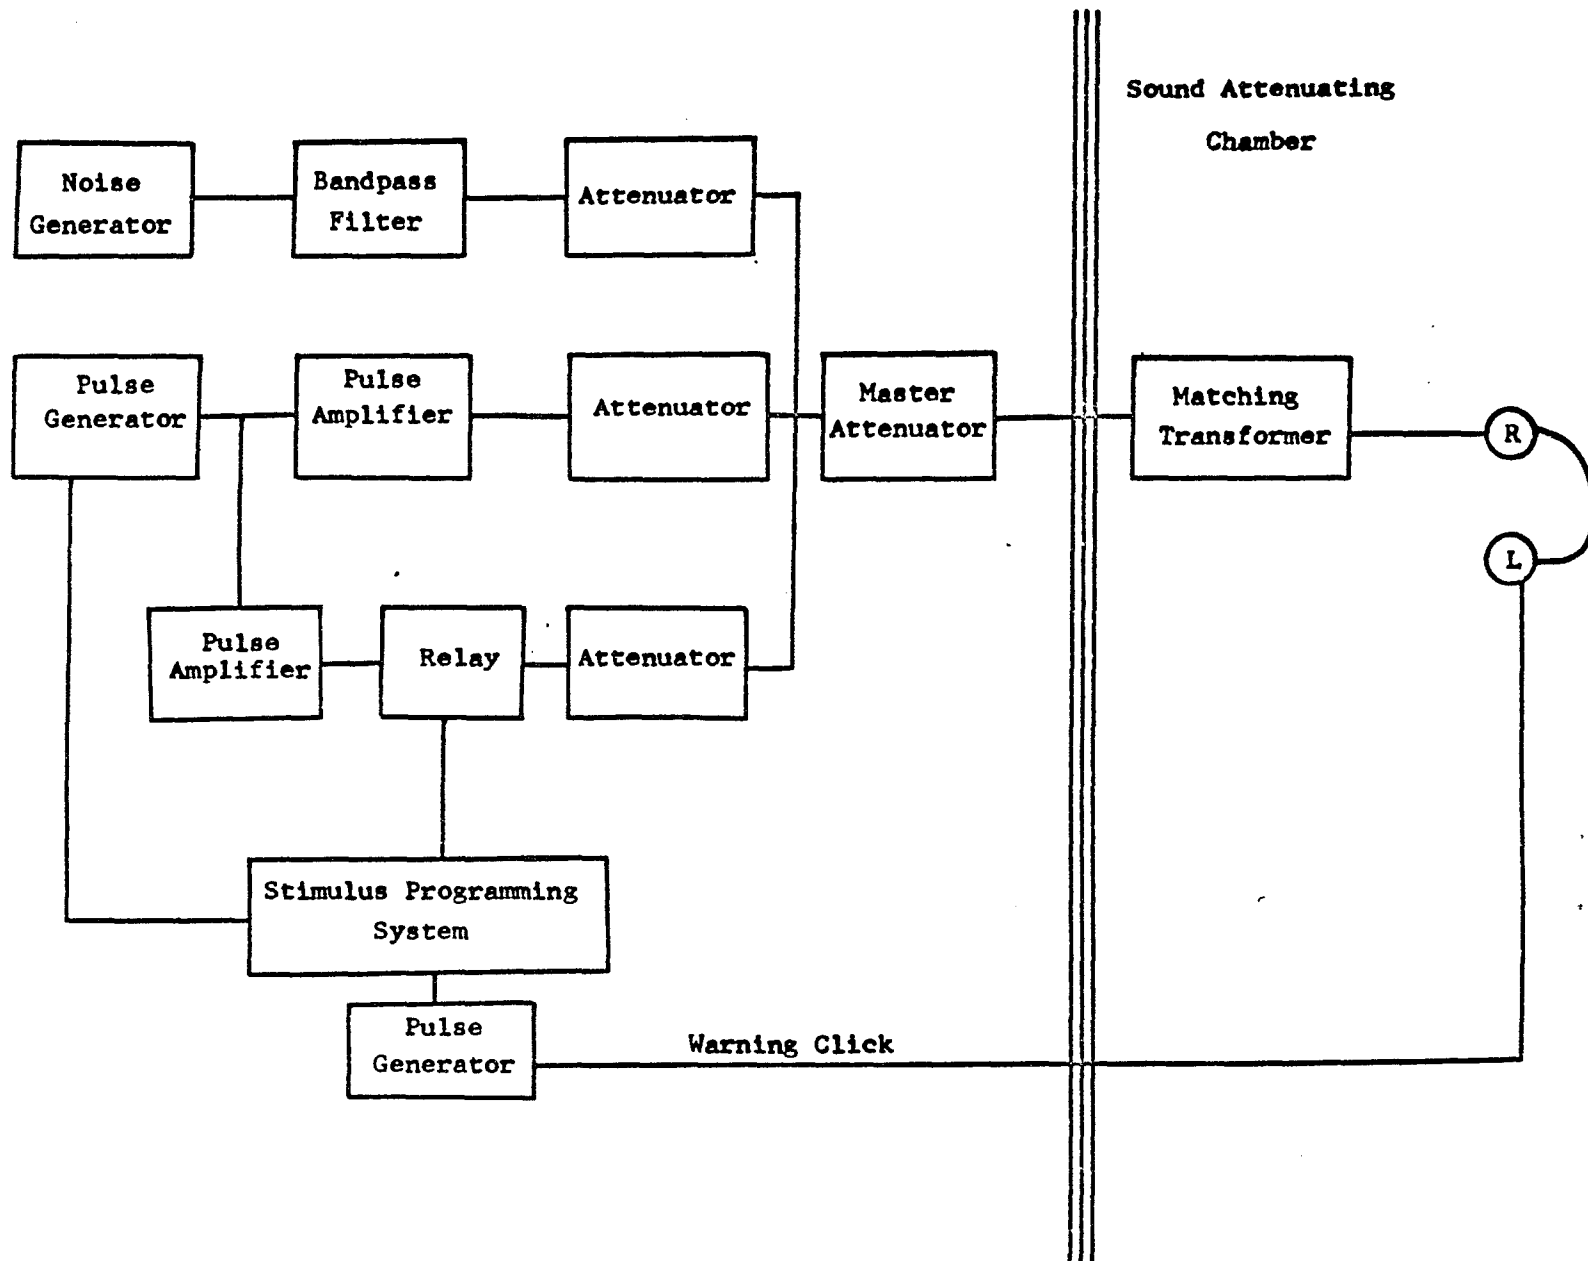 Sound Attenuating
Chamber
Noise
Generator
Bandpass
Filter
Attenuator
Pulse
Generator
Pulse
Amplifier
Attenuator
Master
Attenuator
Matching
Transformer
R
L
Pulse
Amplifier
Relay
Attenuator
Stimulus Programming
System
Pulse
Generator
Warning Click